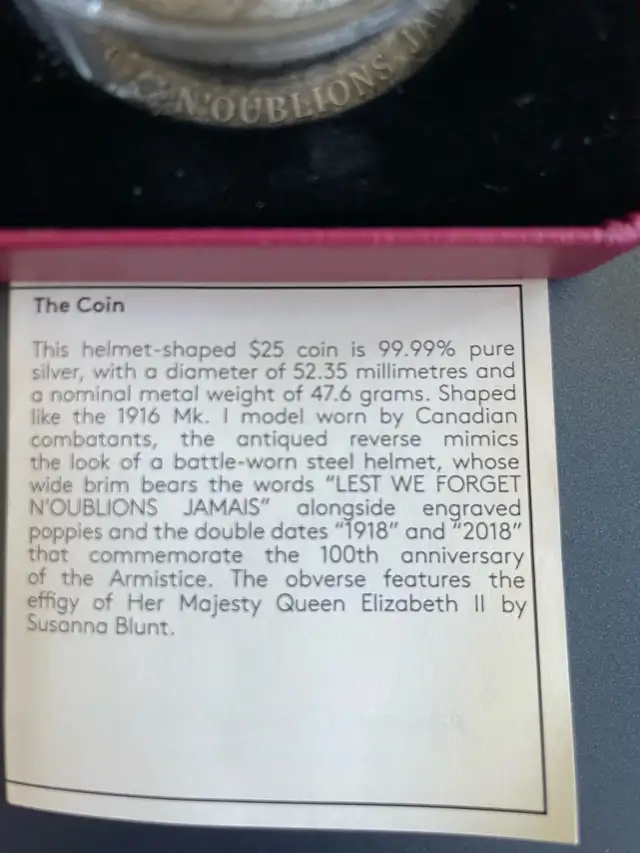 N'OUBLIONS JAM
The Coin
This helmet-shaped $25 coin is 99.99% pure
silver, with a diameter of 52.35 millimetres and
a nominal metal weight of 47.6 grams. Shaped
like the 1916 Mk. I model worn by Canadian
combatants, the antiqued reverse mimics
the look of a battle-worn steel helmet, whose
wide brim bears the words “LEST WE FORGET
N'OUBLIONS JAMAIS” alongside engraved
poppies and the double dates “1918” and “2018”
that commemorate the 100th anniversary
of the Armistice. The obverse features the
effigy of Her Majesty Queen Elizabeth II by
Susanna Blunt.